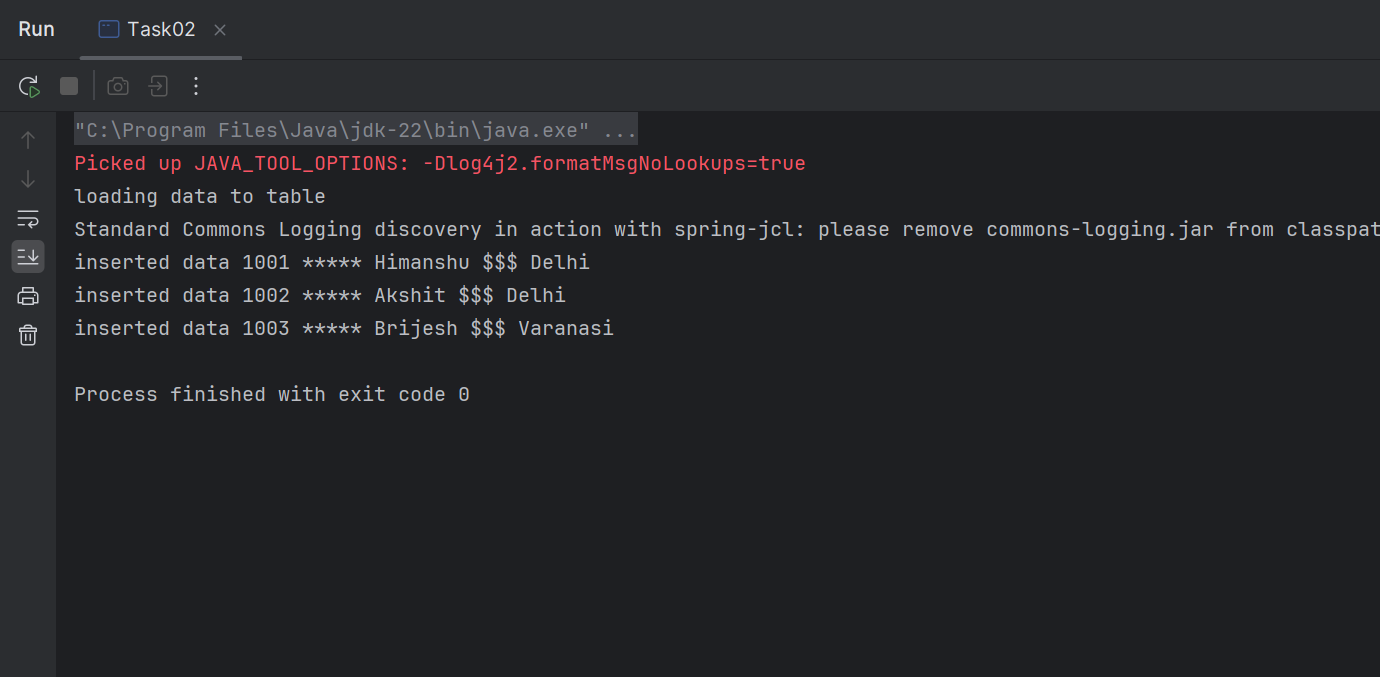 Run Task02
"C:\Program Files\Java\jdk-22\bin\java.exe" ...
Picked up JAVA_TOOL_OPTIONS: -Dlog4j2.formatMsgNoLookups=true
loading data to table
Standard Commons Logging discovery in action with spring-jcl: please remove commons-logging.jar from classpat
inserted data 1001 ***** Himanshu $$$ Delhi
inserted data 1002 ***** Akshit $$$ Delhi
inserted data 1003 ***** Brijesh $$$ Varanasi
Process finished with exit code 0